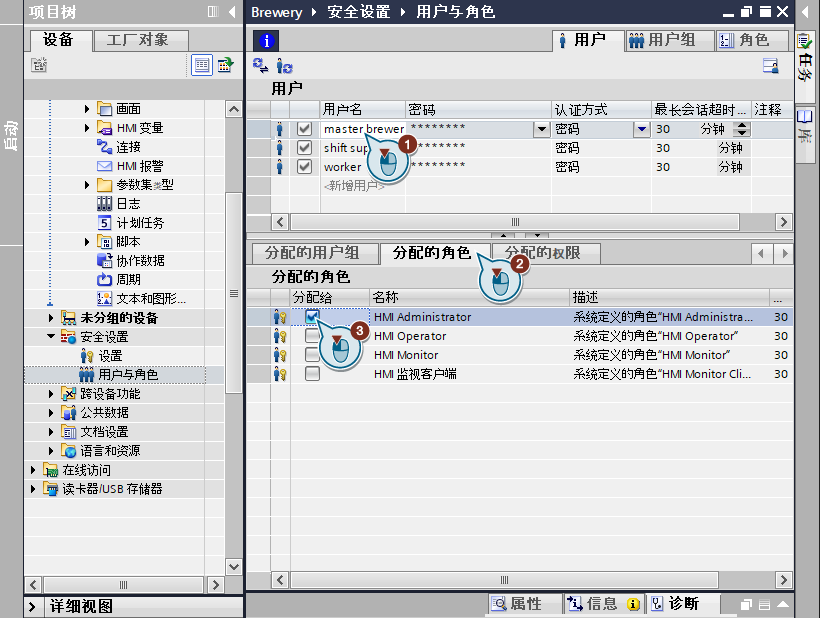 项目树
设备
工厂对象
启动
画面
HMI 变量
连接
HMI 报警
参数集类型
日志
计划任务
脚本
协作数据
周期
文本和图形...
未分组的设备
安全设置
设置
用户与角色
跨设备功能
公共数据
文档设置
语言和资源
在线访问
读卡器/USB 存储器
详细视图
Brewery 安全设置 用户与角色
用户 用户组 角色
用户
用户名 密码 认证方式 最长会话超时... 注释
master brewer ******** 密码 30 分钟
1
shift sup ******** 密码 30 分钟
worker ******** 密码 30 分钟
<新增用户>
分配的用户组 分配的角色 分配的权限
2
分配的角色
分配给 名称 描述 ...
HMI Administrator 系统定义的角色“HMI Administra... 30
3
HMI Operator 系统定义的角色“HMI Operator” 30
HMI Monitor 系统定义的角色“HMI Monitor” 30
HMI 监视客户端 系统定义的角色“HMI Monitor Cli... 30
属性 信息 诊断
任务
库